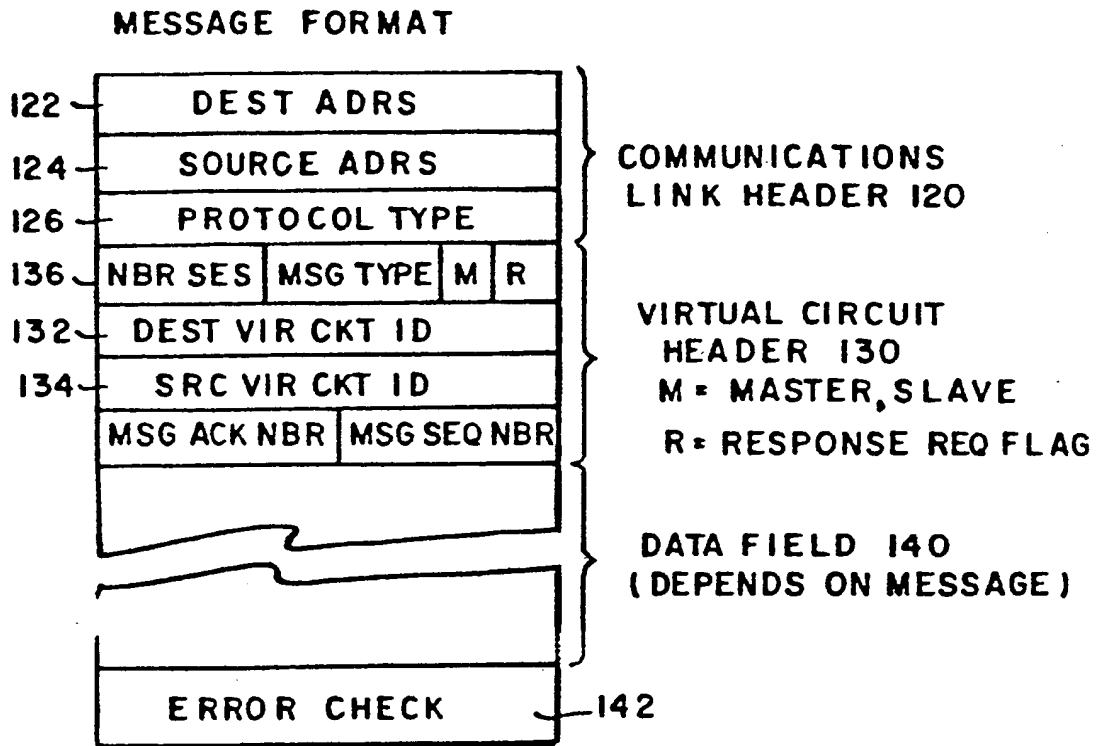 MESSAGE FORMAT
122 DEST ADRS
124 SOURCE ADRS
126 PROTOCOL TYPE
COMMUNICATIONS
LINK HEADER 120
136 NBR SES MSG TYPE M R
132 DEST VIR CKT ID
134 SRC VIR CKT ID
MSG ACK NBR MSG SEQ NBR
VIRTUAL CIRCUIT
HEADER 130
M = MASTER, SLAVE
R = RESPONSE REQ FLAG
DATA FIELD 140
(DEPENDS ON MESSAGE)
ERROR CHECK 142